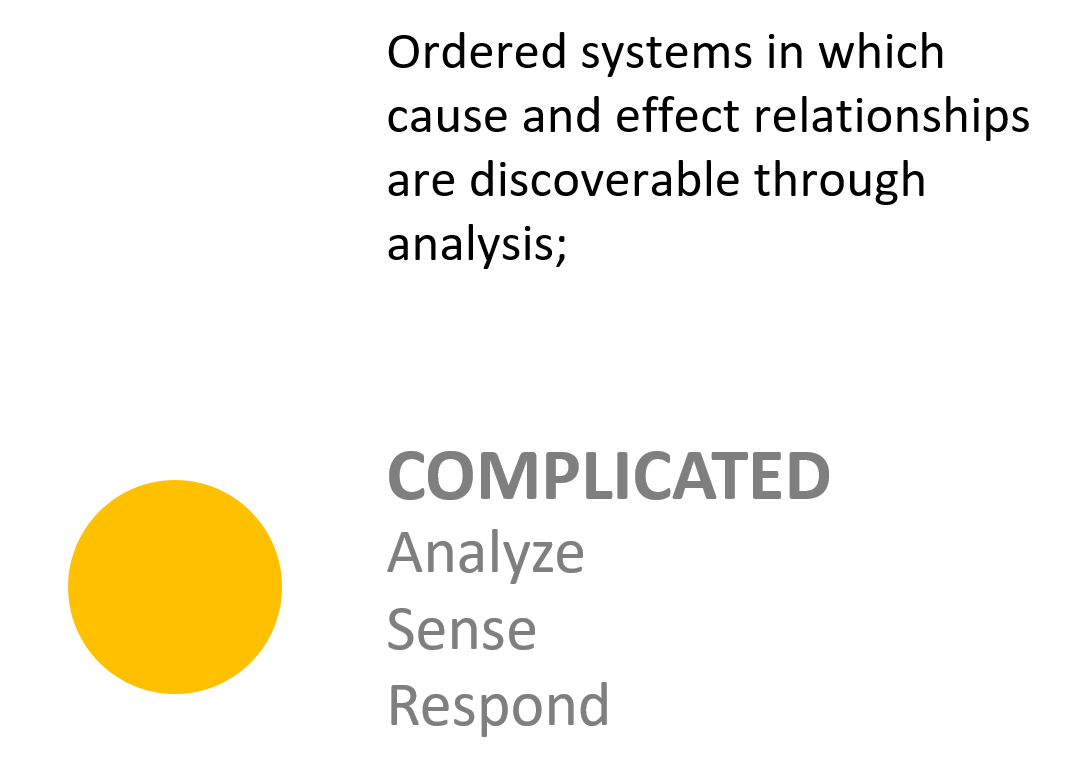 Ordered systems in which
cause and effect relationships
are discoverable through
analysis;
COMPLICATED
Analyze
Sense
Respond